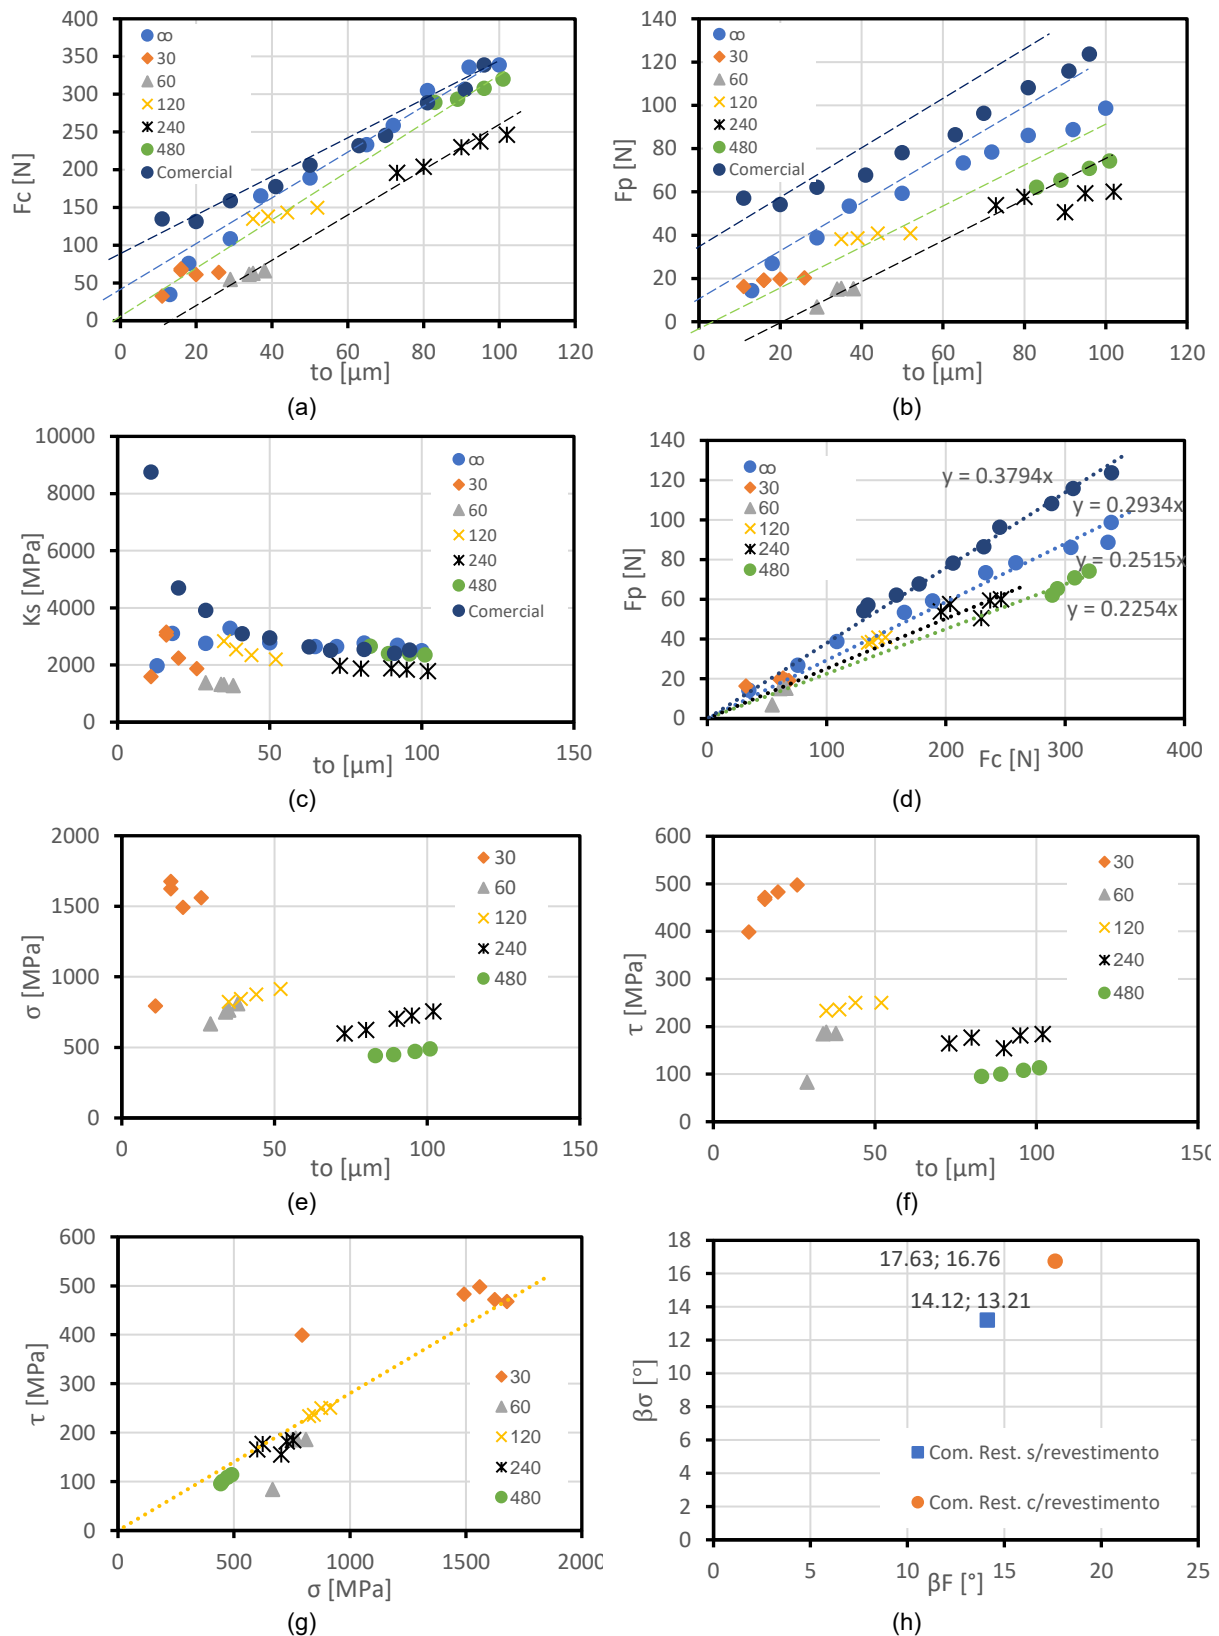 400
350
300
250
200
150
100
50
0
Fc [N]
∞
30
60
120
240
480
Comercial
0 20 40 60 80 100 120
to [µm]
(a)
140
120
100
80
60
40
20
0
Fp [N]
∞
30
60
120
240
480
Comercial
0 20 40 60 80 100 120
to [µm]
(b)
10000
8000
6000
4000
2000
0
Ks [MPa]
∞
30
60
120
240
480
Comercial
0 50 100 150
to [µm]
(c)
140
120
100
80
60
40
20
0
Fp [N]
∞
30
60
120
240
480
y = 0.3794x
y = 0.2934x
y = 0.2515x
y = 0.2254x
0 100 200 300 400
Fc [N]
(d)
2000
1500
1000
500
0
σ [MPa]
30
60
120
240
480
0 50 100 150
to [µm]
(e)
600
500
400
300
200
100
0
τ [MPa]
30
60
120
240
480
0 50 100 150
to [µm]
(f)
600
500
400
300
200
100
0
τ [MPa]
30
60
120
240
480
0 500 1000 1500 2000
σ [MPa]
(g)
18
16
14
12
10
8
6
4
2
0
βσ [°]
17.63; 16.76
14.12; 13.21
Com. Rest. s/revestimento
Com. Rest. c/revestimento
0 5 10 15 20 25
βF [°]
(h)